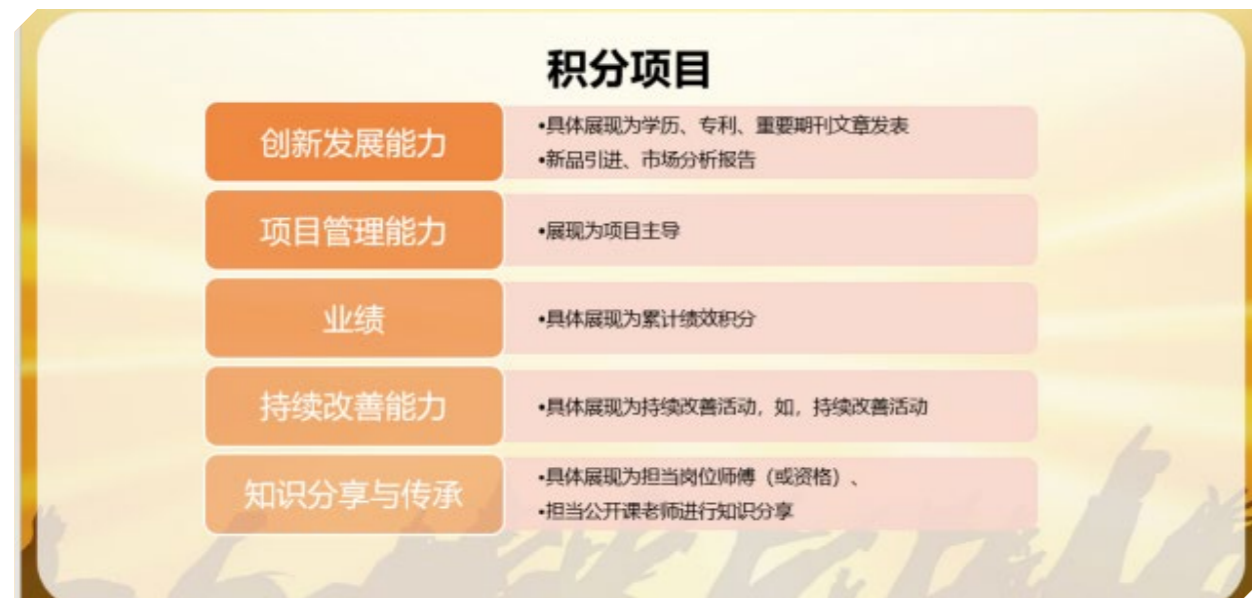 积分项目
创新发展能力
•具体展现为学历、专利、重要期刊文章发表
•新品引进、市场分析报告
项目管理能力
•展现为项目主导
业绩
•具体展现为累计绩效积分
持续改善能力
•具体展现为持续改善活动，如，持续改善活动
知识分享与传承
•具体展现为担当岗位师傅（或资格）、
•担当公开课老师进行知识分享